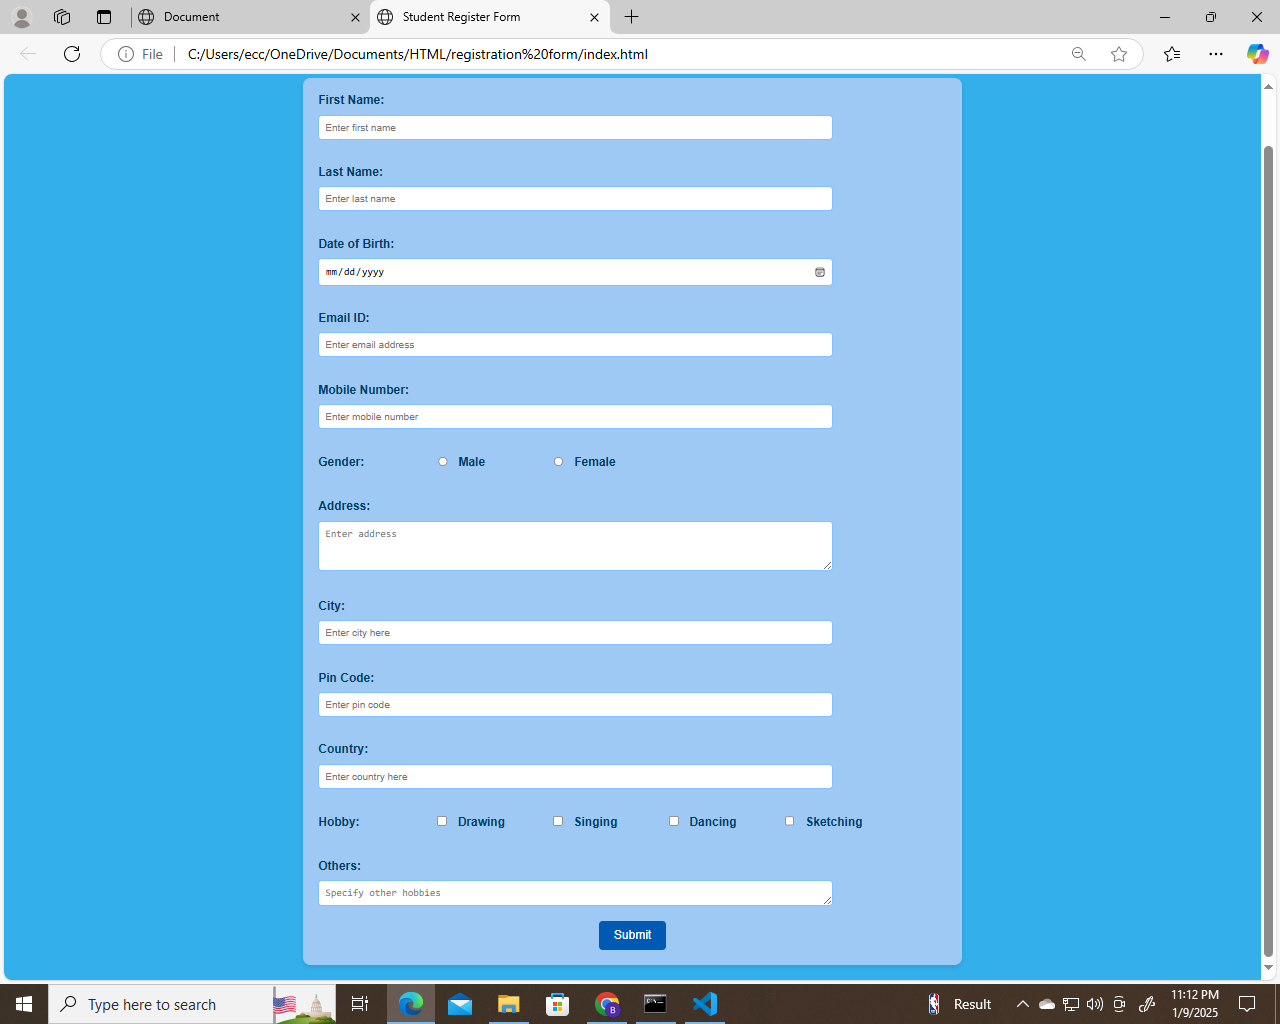 Document
Student Register Form
File
C:/Users/ecc/OneDrive/Documents/HTML/registration%20form/index.html
First Name:
Enter first name
Last Name:
Enter last name
Date of Birth:
mm/dd/yyyy
Email ID:
Enter email address
Mobile Number:
Enter mobile number
Gender: Male Female
Address:
Enter address
City:
Enter city here
Pin Code:
Enter pin code
Country:
Enter country here
Hobby: Drawing Singing Dancing Sketching
Others:
Specify other hobbies
Submit
Type here to search
B
Result
11:12 PM
1/9/2025